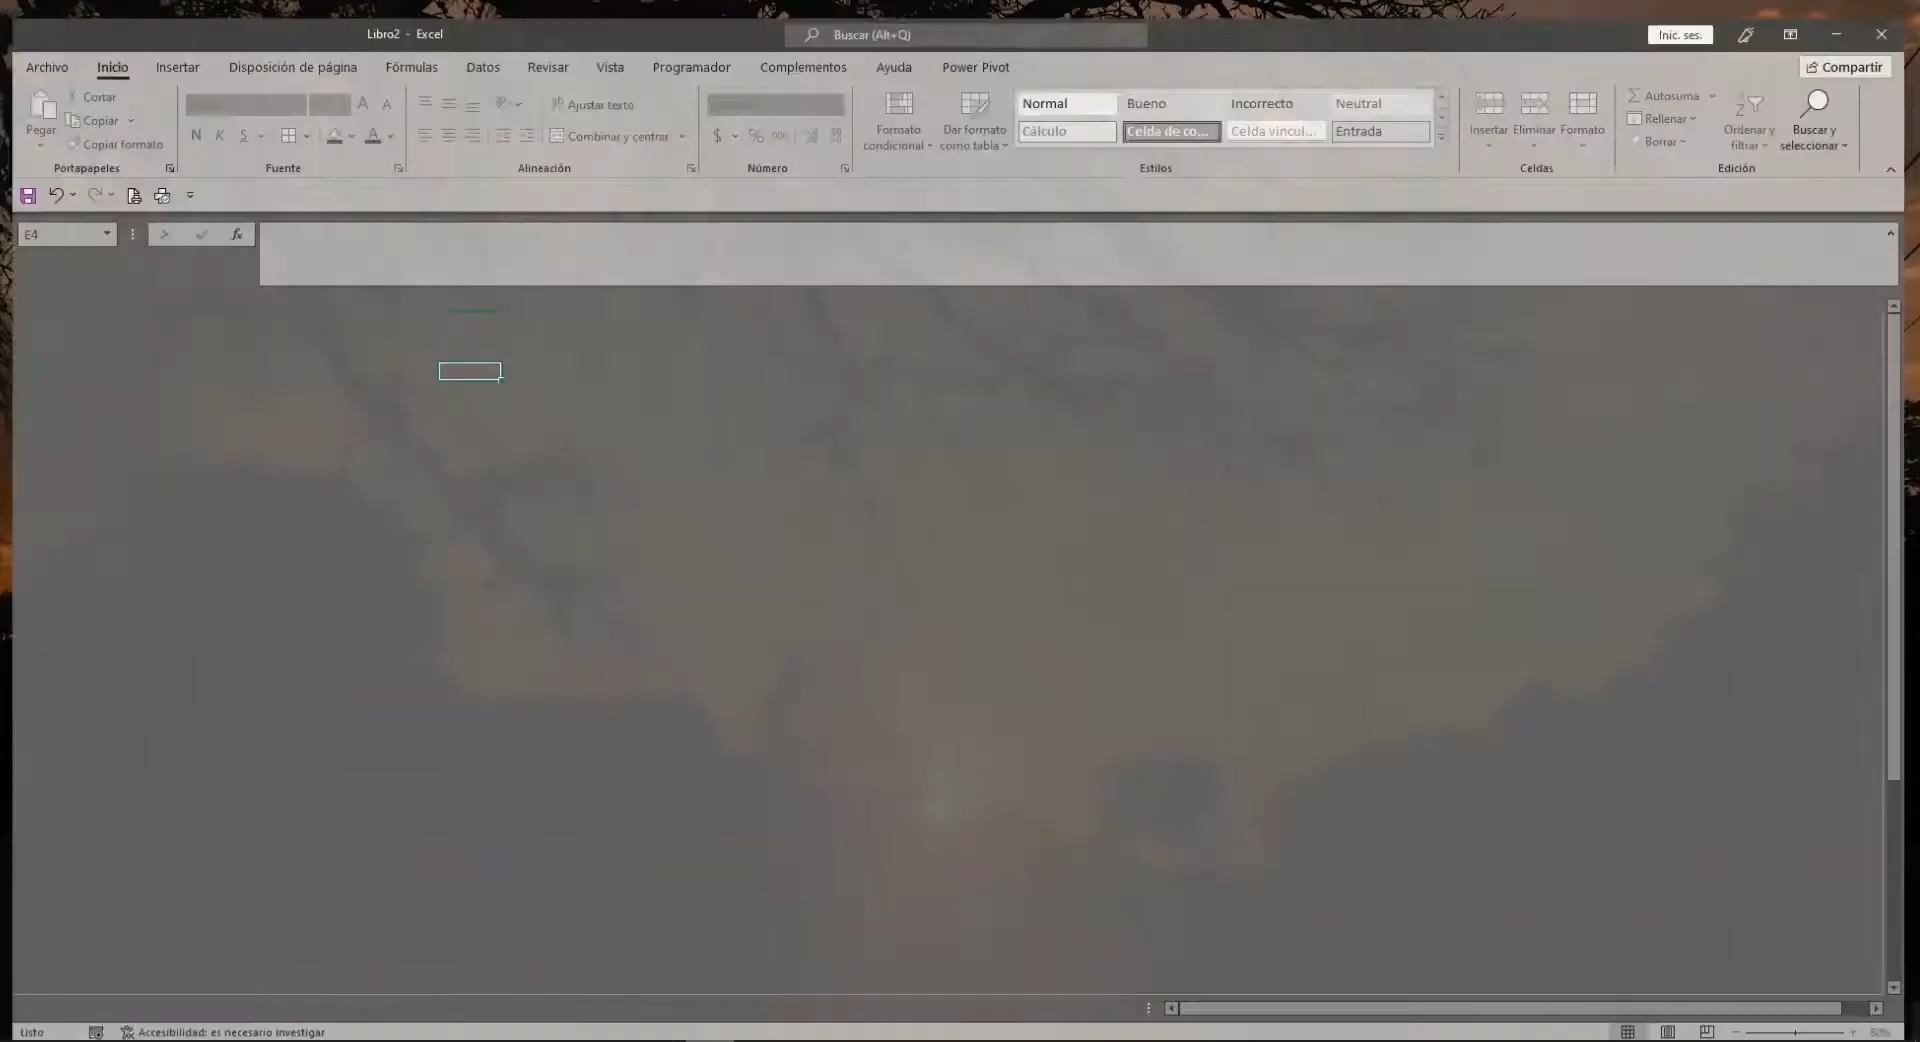 Libro2 - Excel
Buscar (Alt+Q)
Inic. ses.
Archivo
Inicio
Insertar
Disposición de página
Fórmulas
Datos
Revisar
Vista
Programador
Complementos
Ayuda
Power Pivot
Compartir
Pegar
Cortar
Copiar
Copiar formato
Portapapeles
N K S
A
A A
Fuente
Ajustar texto
Combinar y centrar
Alineación
$ % 000
Número
Formato
condicional
Dar formato
como tabla
Normal
Bueno
Incorrecto
Neutral
Cálculo
Celda de co...
Celda vincul...
Entrada
Estilos
Insertar
Eliminar
Formato
Celdas
Autosuma
Rellenar
Borrar
Ordenar y
filtrar
Buscar y
seleccionar
Edición
E4
fx
Listo
Accesibilidad: es necesario investigar
80%